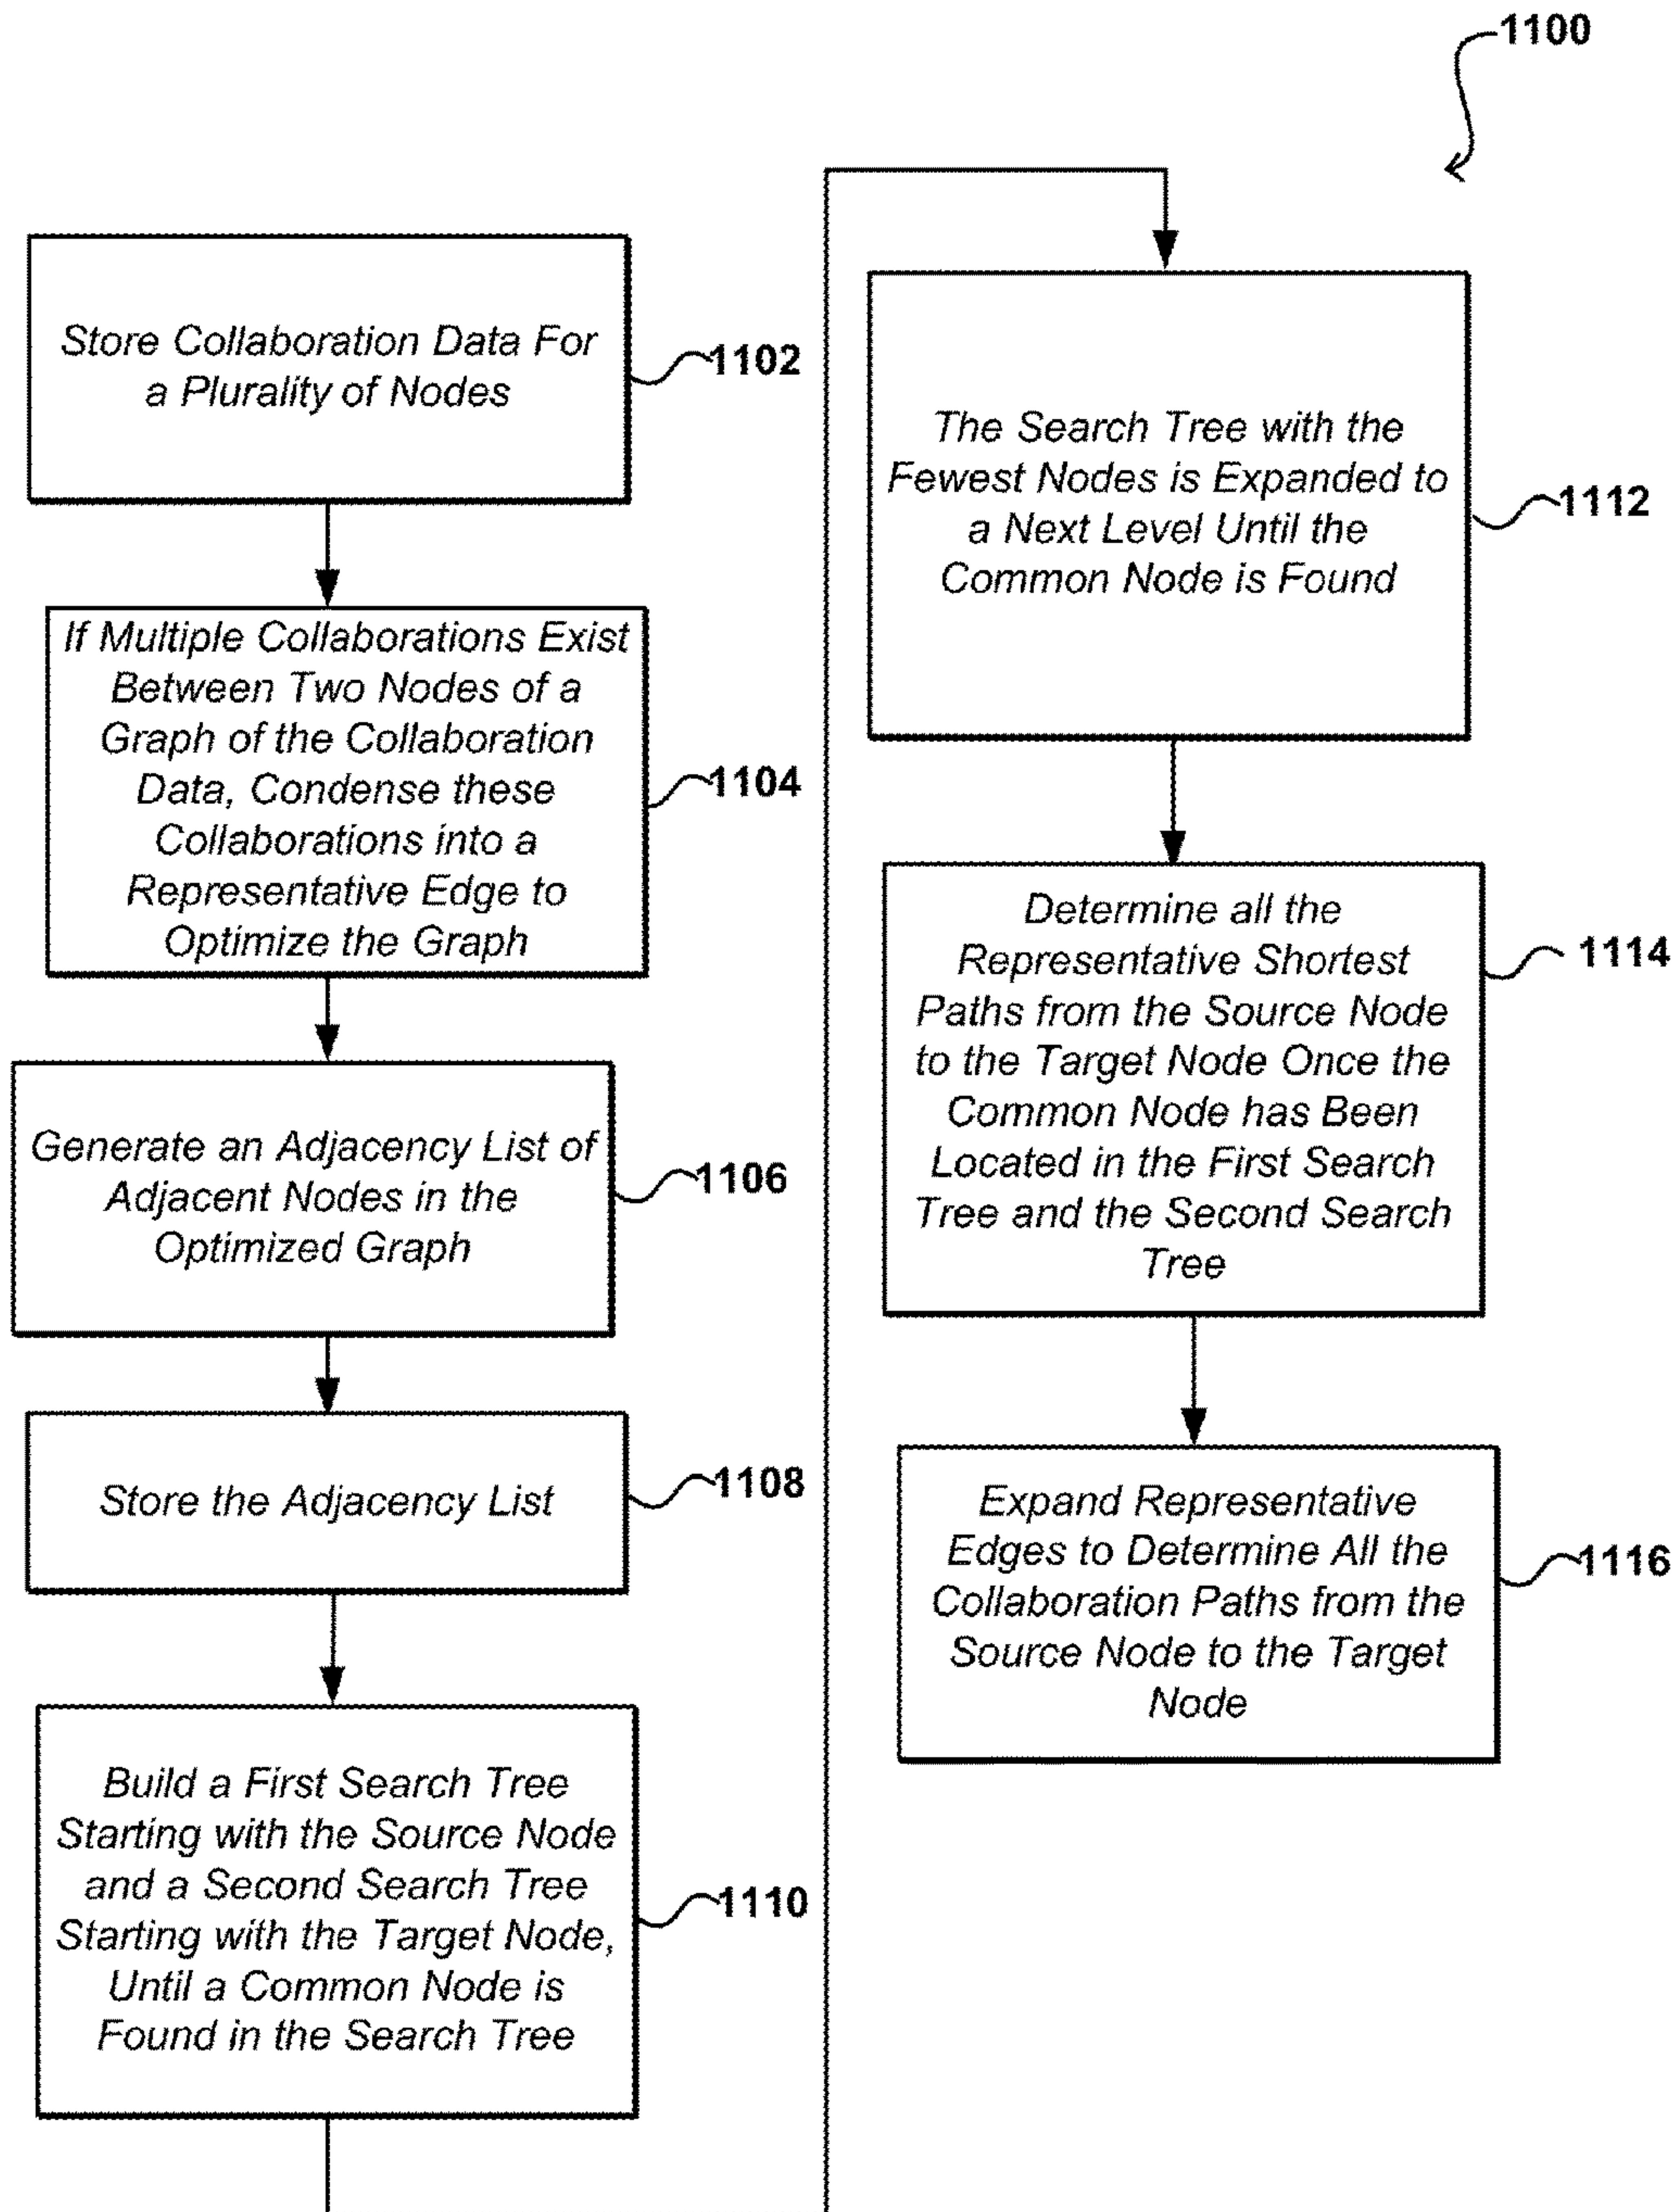 1100
Store Collaboration Data For
a Plurality of Nodes
1102
If Multiple Collaborations Exist
Between Two Nodes of a
Graph of the Collaboration
Data, Condense these
Collaborations into a
Representative Edge to
Optimize the Graph
1104
Generate an Adjacency List of
Adjacent Nodes in the
Optimized Graph
1106
Store the Adjacency List
1108
Build a First Search Tree
Starting with the Source Node
and a Second Search Tree
Starting with the Target Node,
Until a Common Node is
Found in the Search Tree
1110
The Search Tree with the
Fewest Nodes is Expanded to
a Next Level Until the
Common Node is Found
1112
Determine all the
Representative Shortest
Paths from the Source Node
to the Target Node Once the
Common Node has Been
Located in the First Search
Tree and the Second Search
Tree
1114
Expand Representative
Edges to Determine All the
Collaboration Paths from the
Source Node to the Target
Node
1116